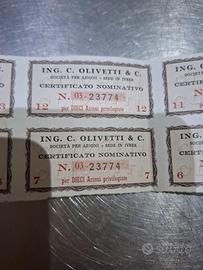 ING. C. OLIVETTI & C.
SOCIETÀ PER AZIONI - SEDE IN IVREA
CERTIFICATO NOMINATIVO
N. 03 - 23774
12 12
per DIECI Azioni privilegiate
3
11
ING. C. OLIVETTI & C.
SOCIETÀ PER AZIONI - SEDE IN IVREA
CERTIFICATO NOMINATIVO
N. 03 - 23774
7 7
per DIECI Azioni privilegiate
6
subito